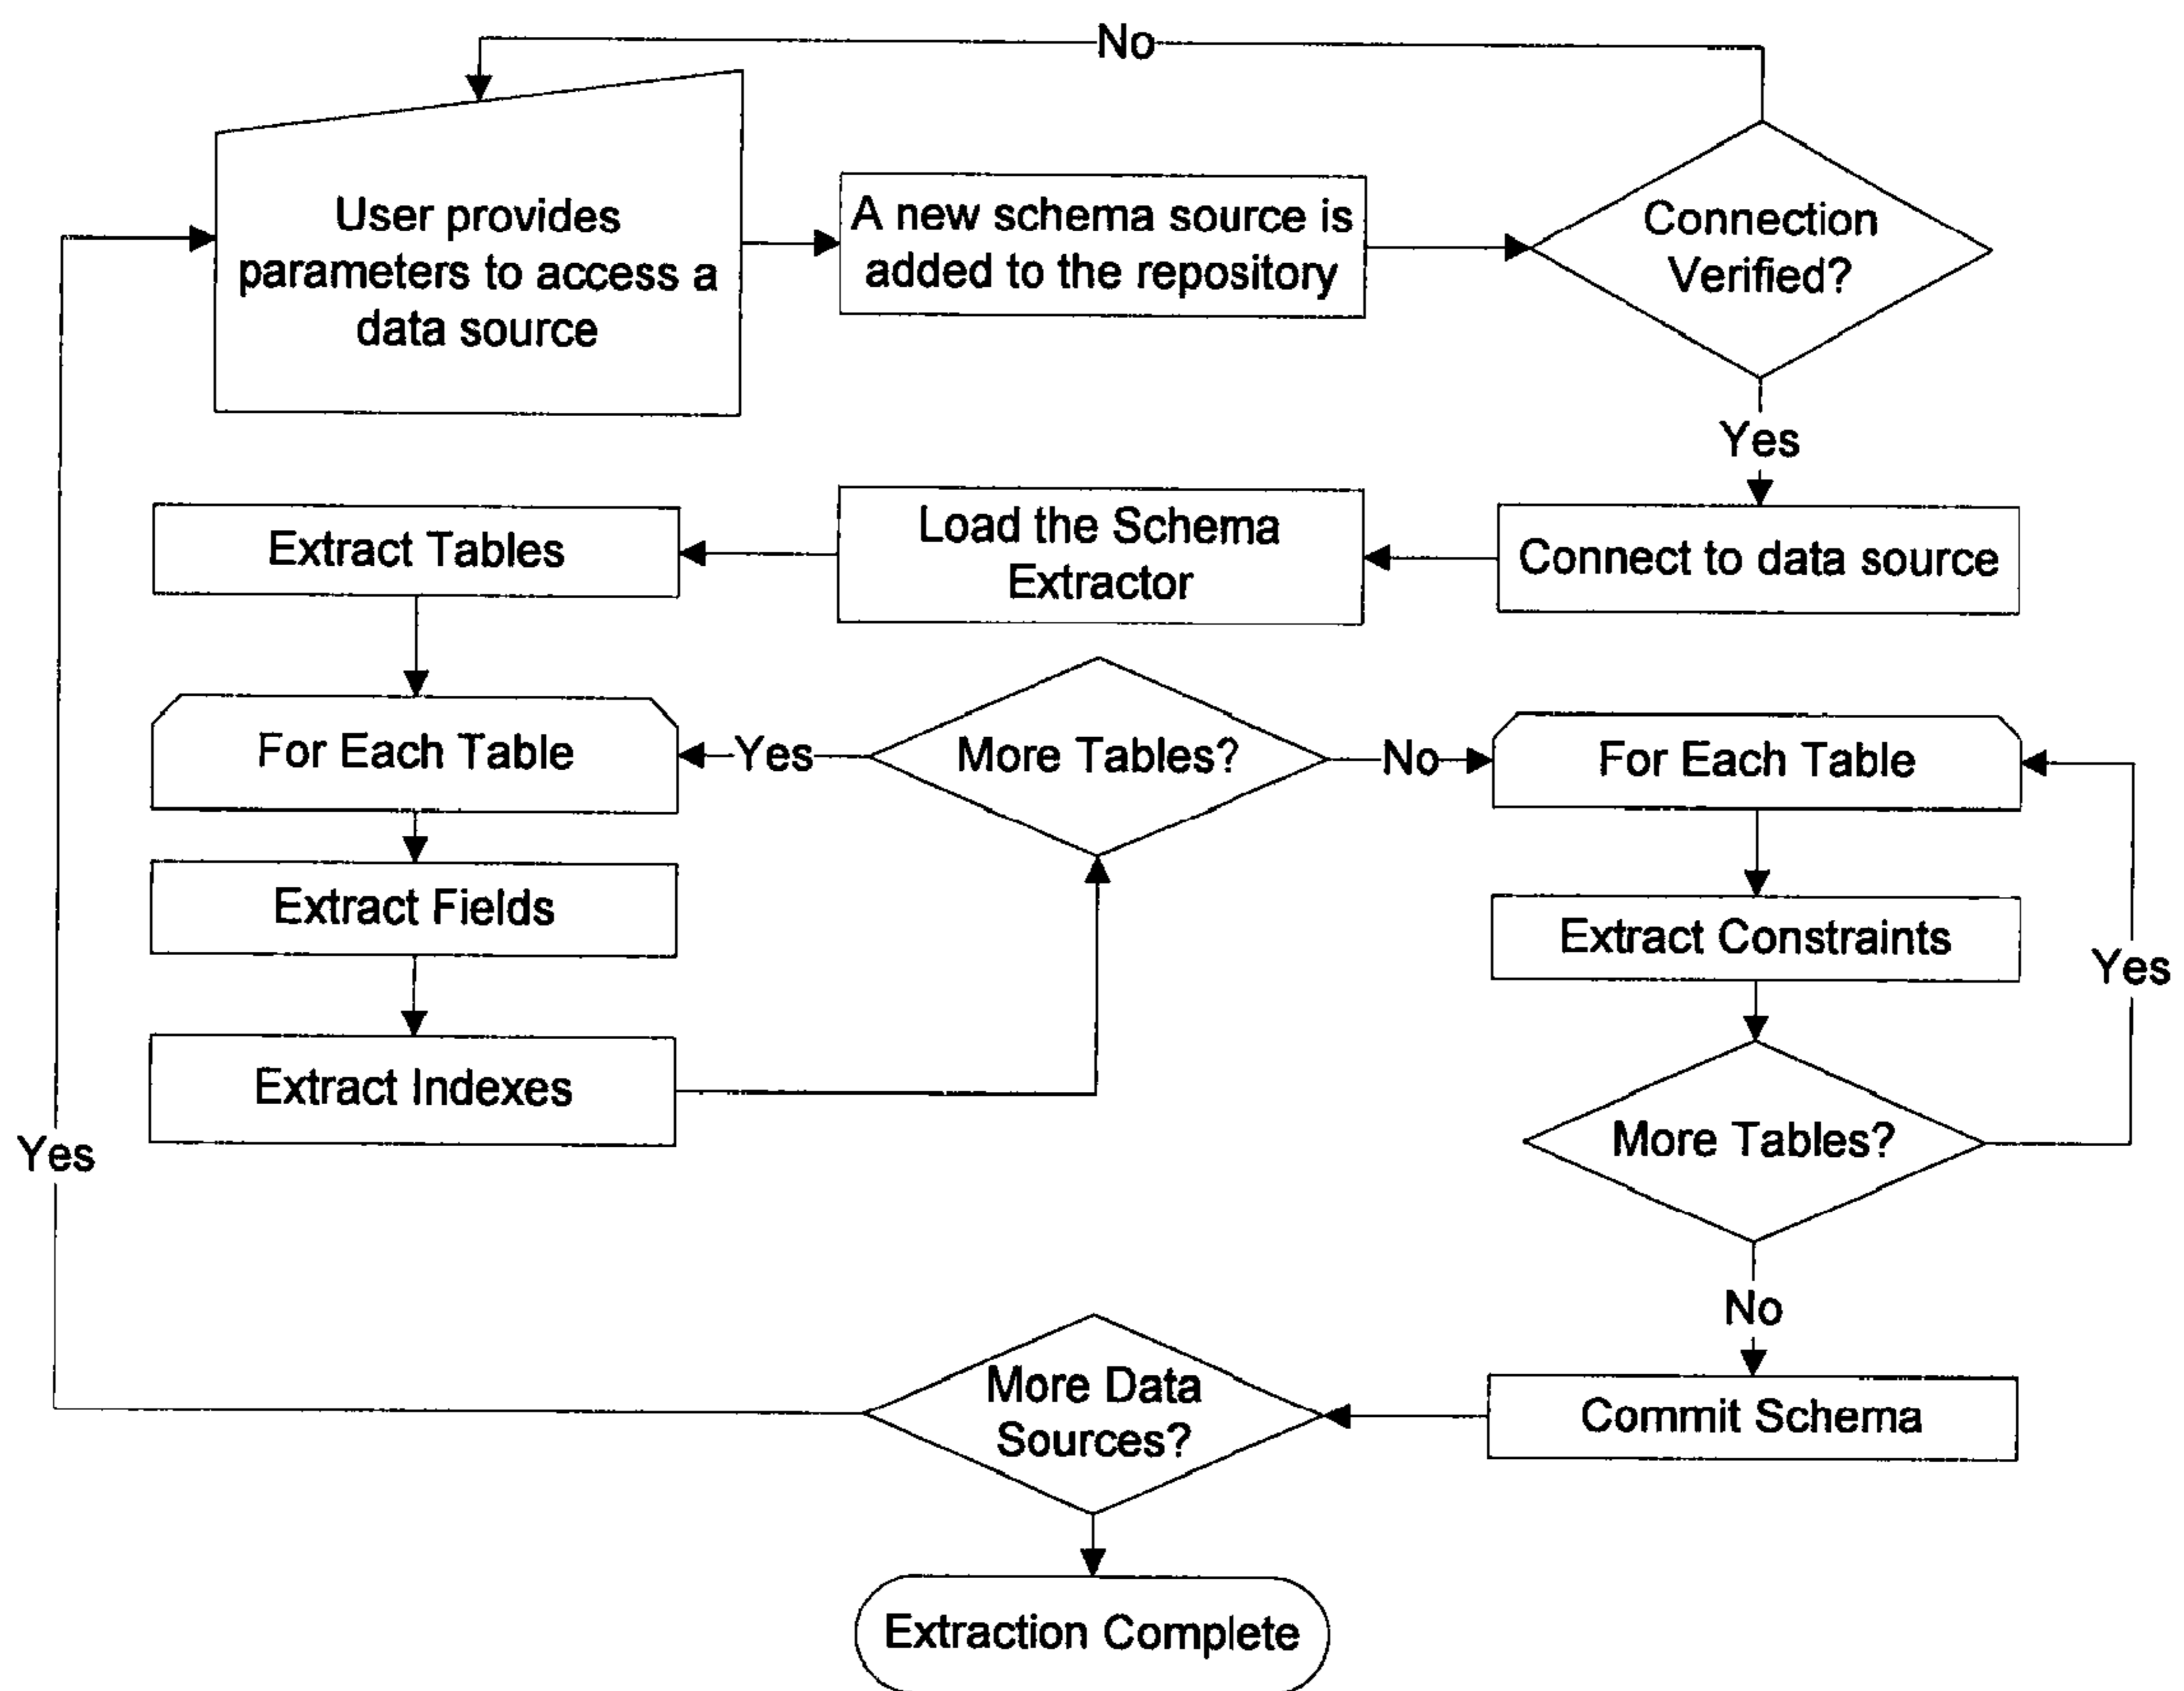 No
User provides
parameters to access a
data source
A new schema source is
added to the repository
Connection
Verified?
Yes
Connect to data source
Load the Schema
Extractor
Extract Tables
For Each Table
Yes
More Tables?
No
For Each Table
Extract Fields
Extract Indexes
Extract Constraints
Yes
More Tables?
No
Commit Schema
More Data
Sources?
Yes
Extraction Complete